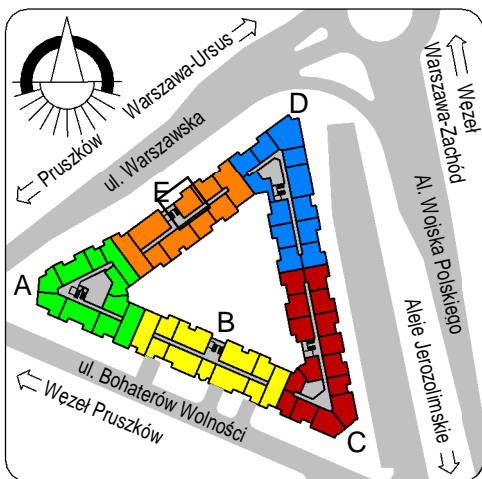 Warszawa-Ursus
Pruszków
ul. Warszawska
Węzeł
Warszawa-Zachód
Al. Wojska Polskiego
Aleje Jerozolimskie
D
E
A
B
C
ul. Bohaterów Wolności
Węzeł Pruszków